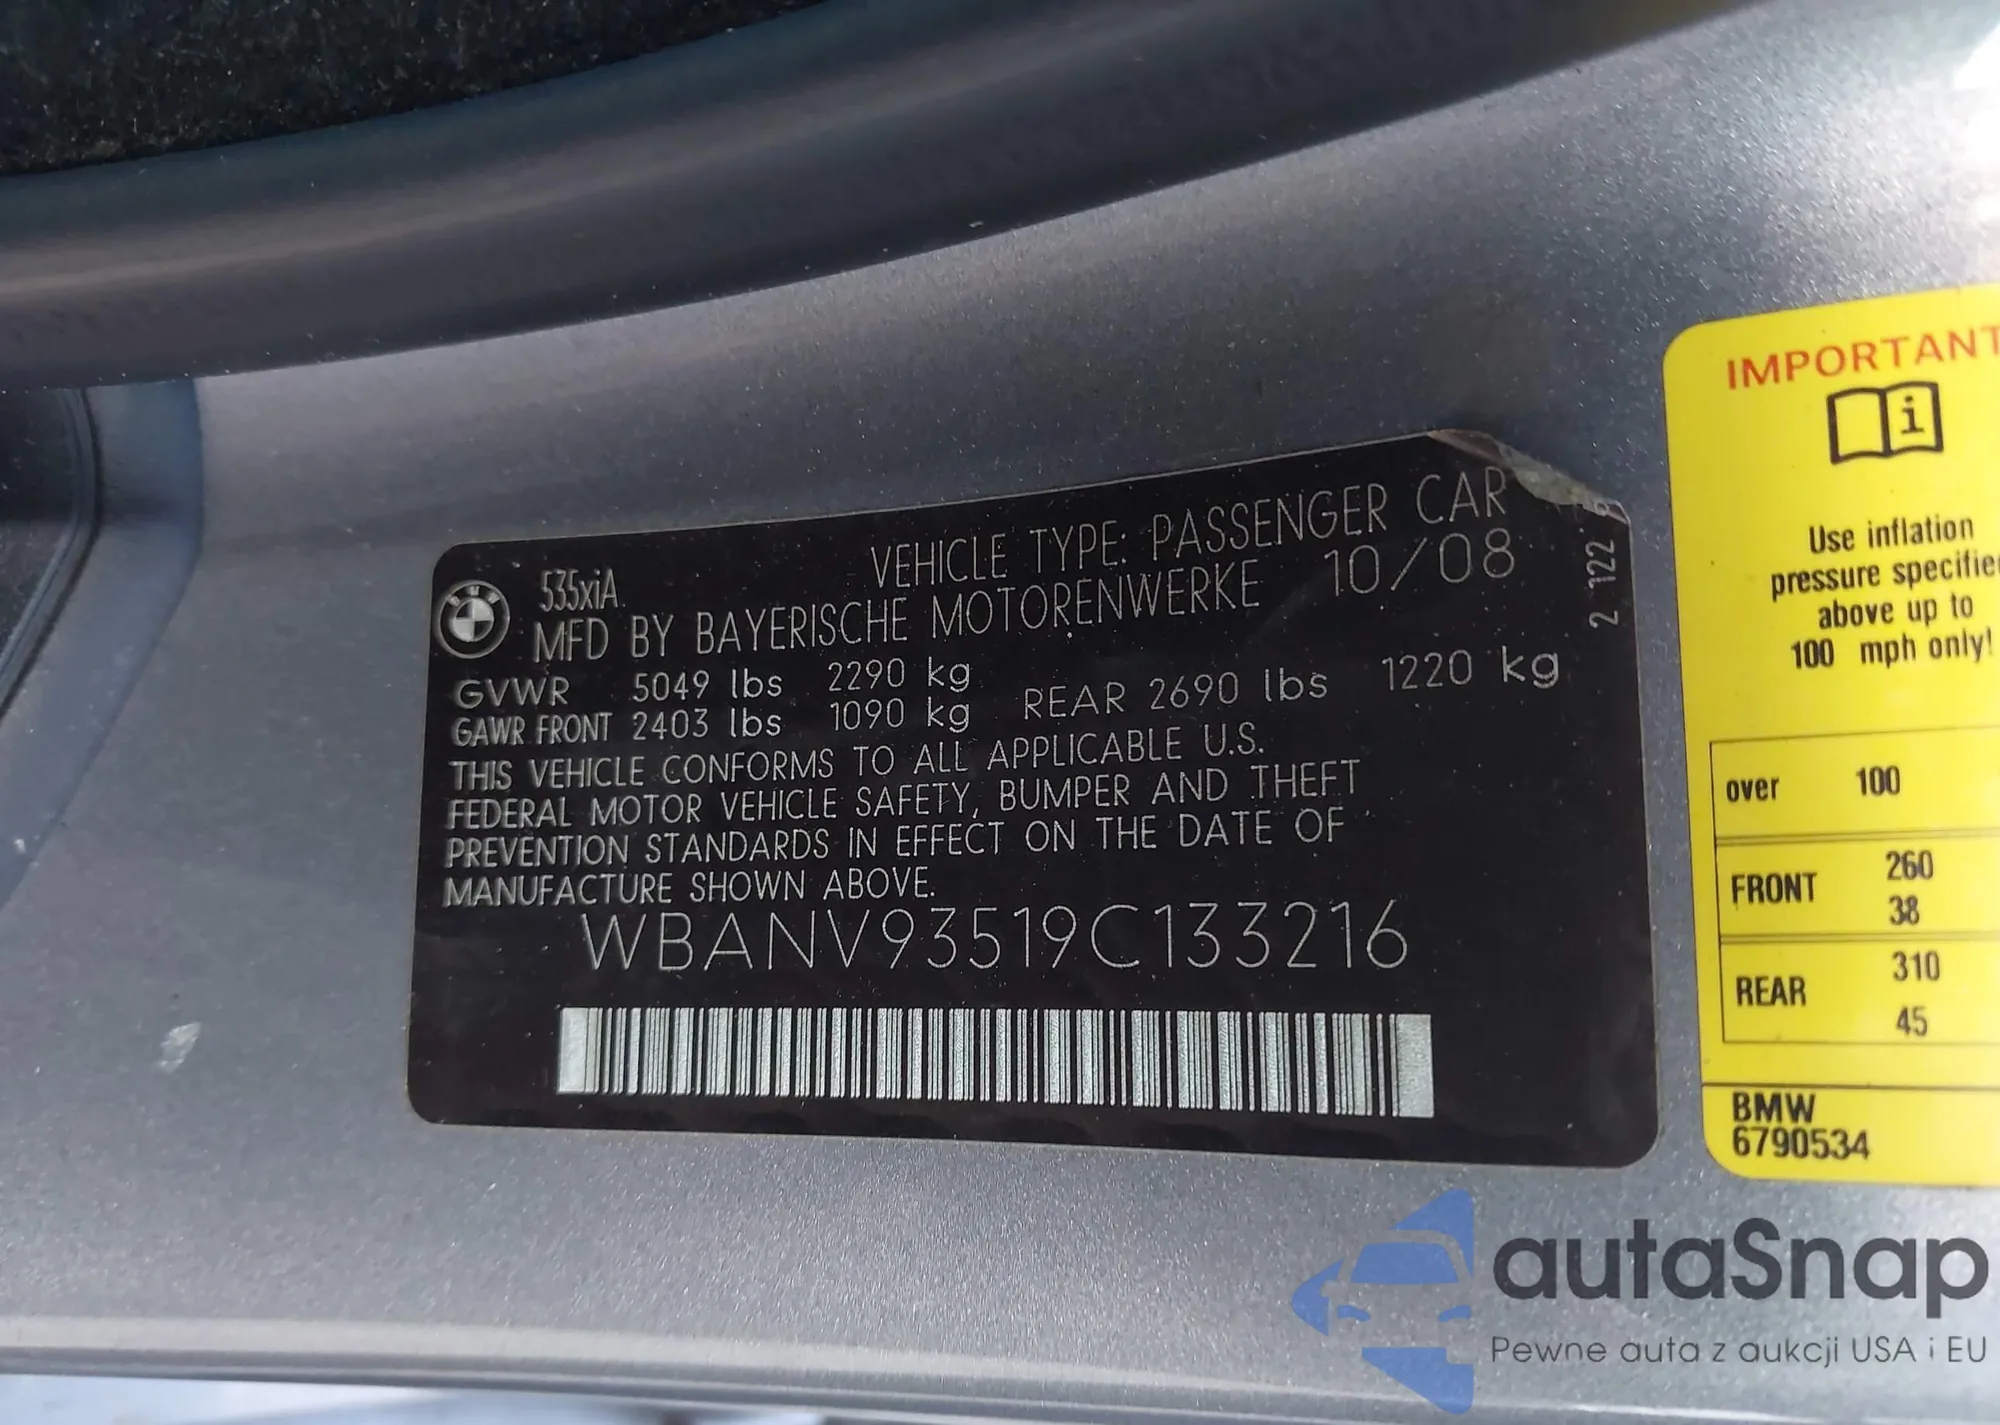 VEHICLE TYPE: PASSENGER CAR
535xiA
MFD BY BAYERISCHE MOTORENWERKE 10/08
GVWR 5049 lbs 2290 kg
GAWR FRONT 2403 lbs 1090 kg REAR 2690 lbs 1220 kg
THIS VEHICLE CONFORMS TO ALL APPLICABLE U.S.
FEDERAL MOTOR VEHICLE SAFETY, BUMPER AND THEFT
PREVENTION STANDARDS IN EFFECT ON THE DATE OF
MANUFACTURE SHOWN ABOVE.
WBANV93519C133216
2 122
IMPORTANT
i
Use inflation
pressure specified
above up to
100 mph only!
over 100
FRONT 260
38
REAR 310
45
BMW
6790534
autaSnap
Pewne auta z aukcji USA i EU